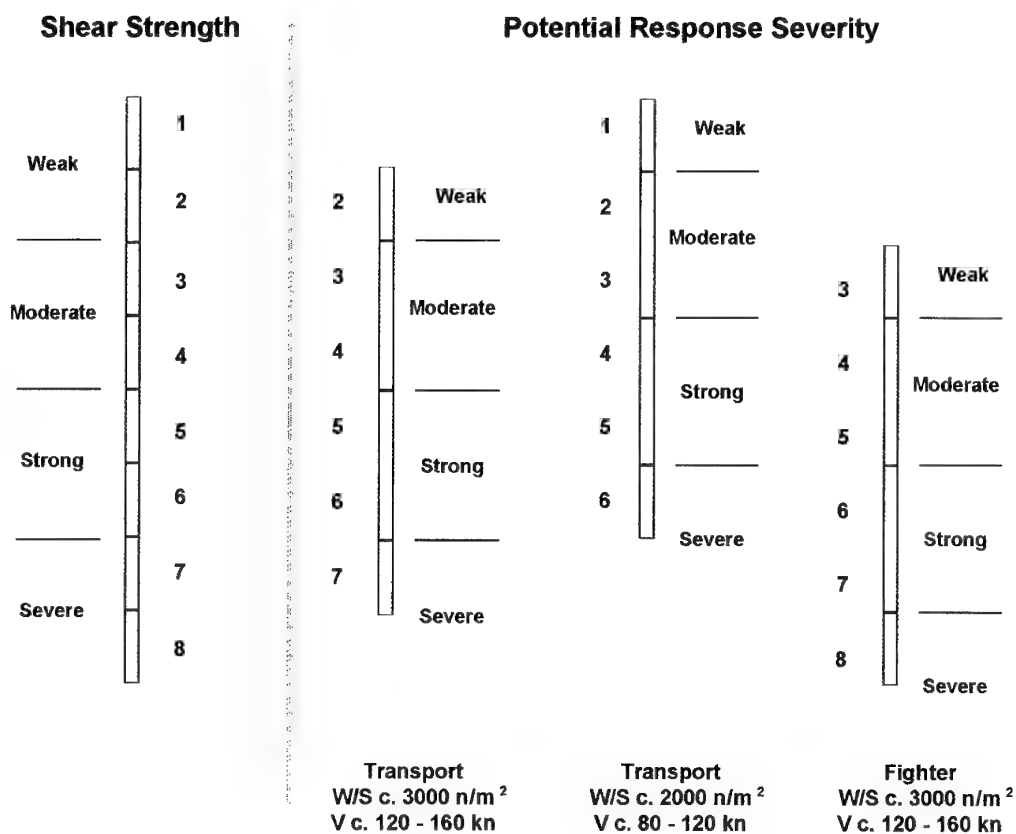 Shear Strength
Potential Response Severity
1
Weak
2
3
Moderate
4
5
Strong
6
7
Severe
8
2
Weak
3
Moderate
4
5
Strong
6
7
Severe
Transport
W/S c. 3000 n/m ²
V c. 120 - 160 kn
1
Weak
2
Moderate
3
4
Strong
5
6
Severe
Transport
W/S c. 2000 n/m ²
V c. 80 - 120 kn
3
Weak
4
Moderate
5
6
Strong
7
8
Severe
Fighter
W/S c. 3000 n/m ²
V c. 120 - 160 kn